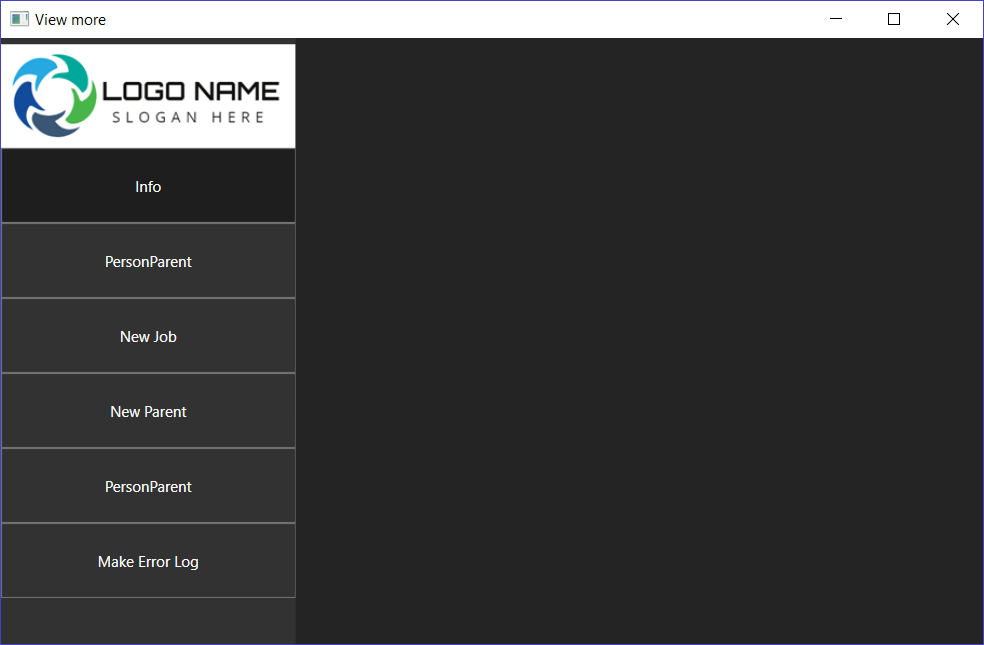 View more
LOGO NAME
SLOGAN HERE
Info
PersonParent
New Job
New Parent
PersonParent
Make Error Log